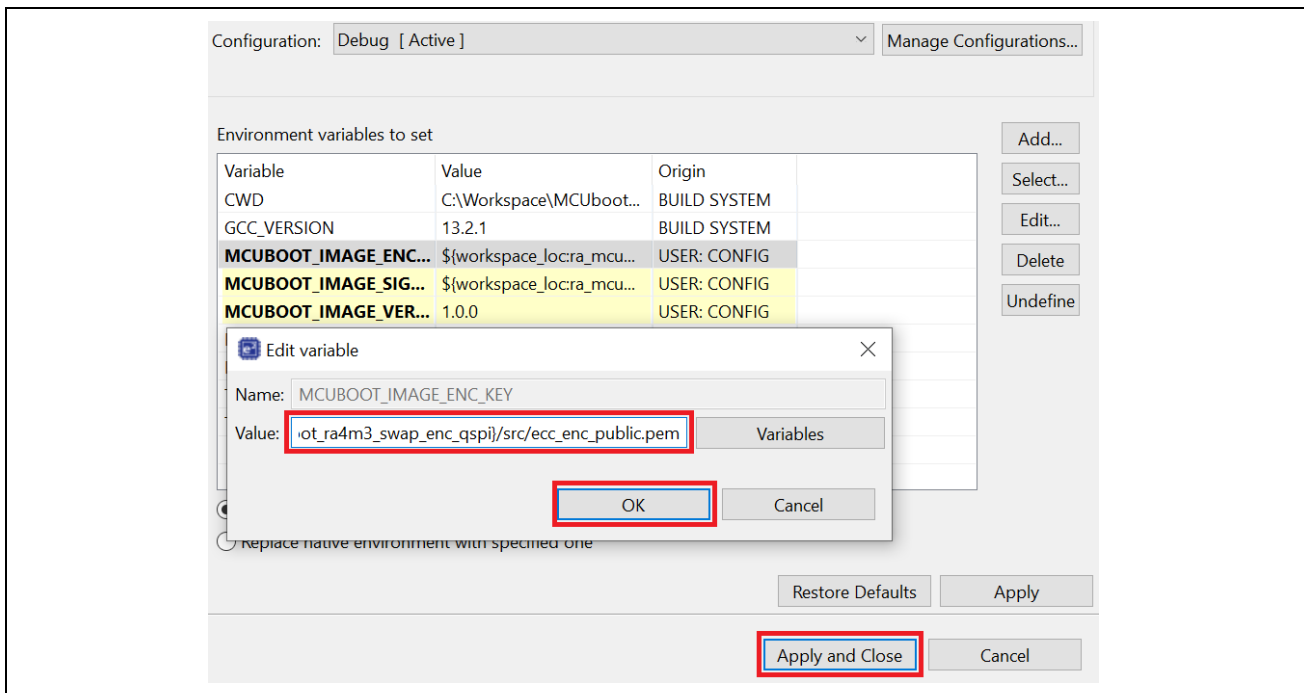 Configuration: Debug [ Active ] Manage Configurations...
Environment variables to set
Add...
Variable Value Origin
Select...
CWD C:\Workspace\MCUboot... BUILD SYSTEM
GCC_VERSION 13.2.1 BUILD SYSTEM
Edit...
MCUBOOT_IMAGE_ENC... ${workspace_loc:ra_mcu... USER: CONFIG
Delete
MCUBOOT_IMAGE_SIG... ${workspace_loc:ra_mcu... USER: CONFIG
Undefine
MCUBOOT_IMAGE_VER... 1.0.0 USER: CONFIG
Edit variable
Name: MCUBOOT_IMAGE_ENC_KEY
Value: ot_ra4m3_swap_enc_qspi}/src/ecc_enc_public.pem Variables
OK Cancel
Replace native environment with specified one
Restore Defaults Apply
Apply and Close Cancel